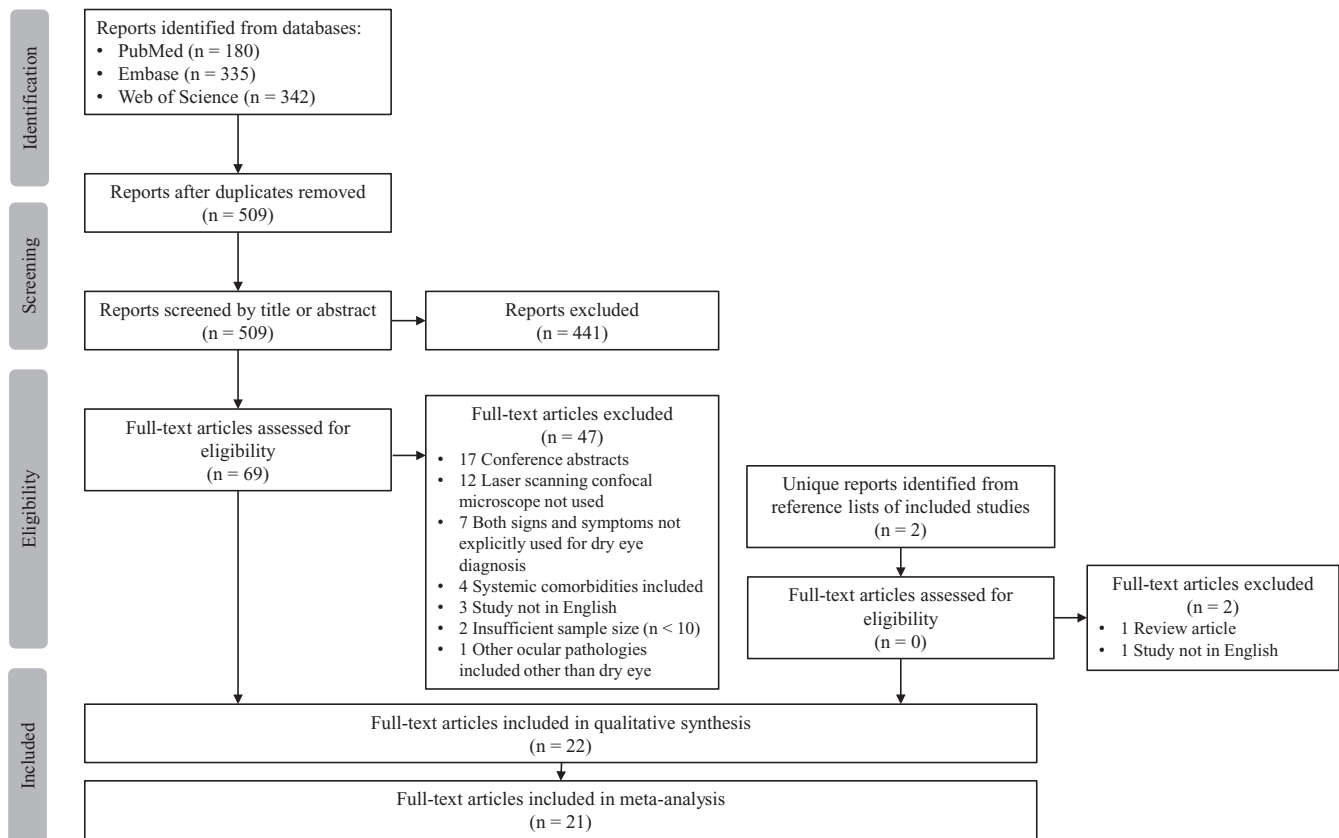 Identification
Reports identified from databases:
• PubMed (n = 180)
• Embase (n = 335)
• Web of Science (n = 342)
Reports after duplicates removed
(n = 509)
Screening
Reports screened by title or abstract
(n = 509)
Reports excluded
(n = 441)
Eligibility
Full-text articles assessed for
eligibility
(n = 69)
Full-text articles excluded
(n = 47)
• 17 Conference abstracts
• 12 Laser scanning confocal
microscope not used
• 7 Both signs and symptoms not
explicitly used for dry eye
diagnosis
• 4 Systemic comorbidities included
• 3 Study not in English
• 2 Insufficient sample size (n < 10)
• 1 Other ocular pathologies
included other than dry eye
Unique reports identified from
reference lists of included studies
(n = 2)
Full-text articles assessed for
eligibility
(n = 0)
Full-text articles excluded
(n = 2)
• 1 Review article
• 1 Study not in English
Included
Full-text articles included in qualitative synthesis
(n = 22)
Full-text articles included in meta-analysis
(n = 21)